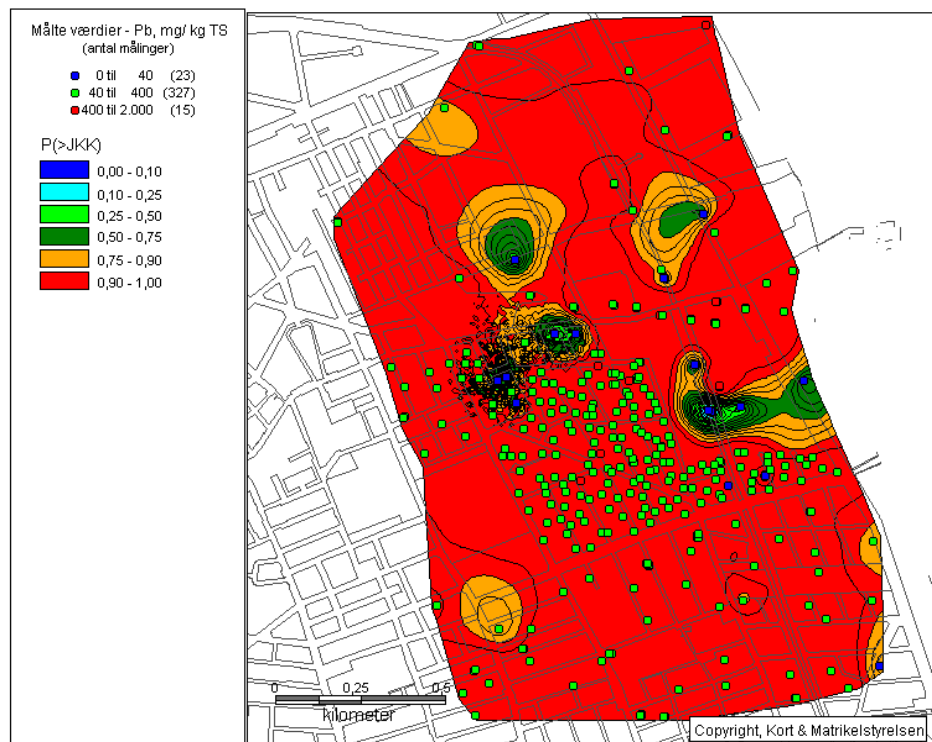 Målte værdier - Pb, mg/ kg TS
(antal målinger)
0 til 40 (23)
40 til 400 (327)
400 til 2.000 (15)
P(>JKK)
0,00 - 0,10
0,10 - 0,25
0,25 - 0,50
0,50 - 0,75
0,75 - 0,90
0,90 - 1,00
0 0,25 0,5
kilometer
Copyright, Kort & Matrikelstyrelsen